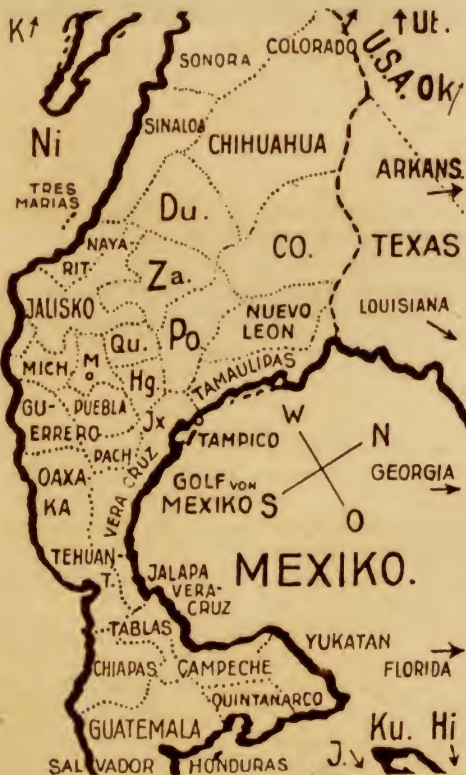 K
Ut.
COLORADO
U.S.A.
SONORA
Ok
SINALOA
Ni
CHIHUAHUA
ARKANS.
TRES
MARIAS
Du.
NAYA-
RIT
CO.
TEXAS
Za.
JALISKO
LOUISIANA
NUEVO
LEON
Po
Qu.
MICH.
M
Hg.
TAMAULIPAS
GU-
ERRERO
PUEBLA
Jx
W
N
TAMPICO
PACH.
OAXA
KA
VERA CRUZ
GOLF VON
MEXIKO
S
O
GEORGIA
TEHUAN-
T.
MEXIKO.
JALAPA
VERA-
CRUZ
TABLAS
YUKATAN
CHIAPAS
CAMPECHE
FLORIDA
QUINTANARCO
GUATEMALA
Ku. Hi
SALVADOR
HONDURAS
J.